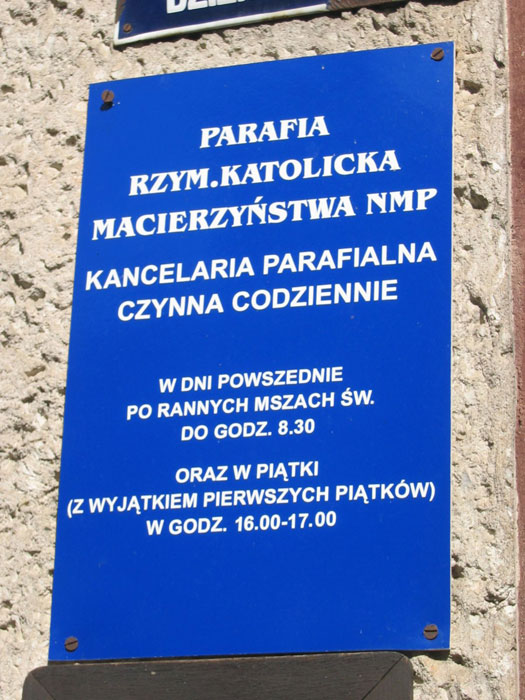 PARAFIA
RZYM.KATOLICKA
MACIERZYŃSTWA NMP
KANCELARIA PARAFIALNA
CZYNNA CODZIENNIE
W DNI POWSZEDNIE
PO RANNYCH MSZACH ŚW.
DO GODZ. 8.30
ORAZ W PIĄTKI
(Z WYJĄTKIEM PIERWSZYCH PIĄTKÓW)
W GODZ. 16.00-17.00